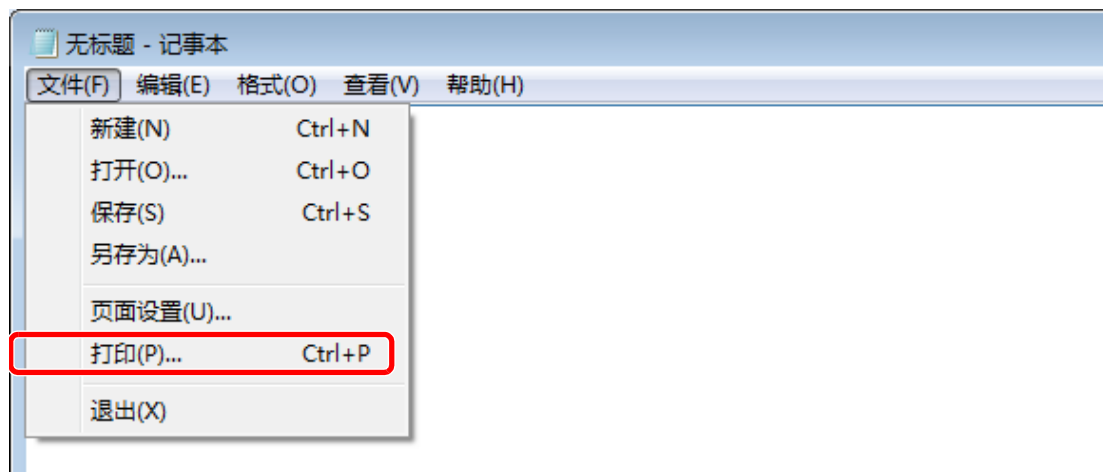 无标题 - 记事本
文件(F) 编辑(E) 格式(O) 查看(V) 帮助(H)
新建(N) Ctrl+N
打开(O)... Ctrl+O
保存(S) Ctrl+S
另存为(A)...
页面设置(U)...
打印(P)... Ctrl+P
退出(X)